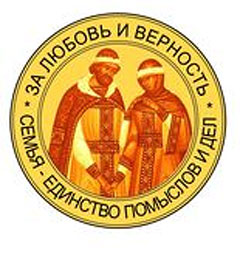 ЗА ЛЮБОВЬ И ВЕРНОСТЬ
СЕМЬЯ - ЕДИНСТВО ПОМЫСЛОВ И ДЕЛ